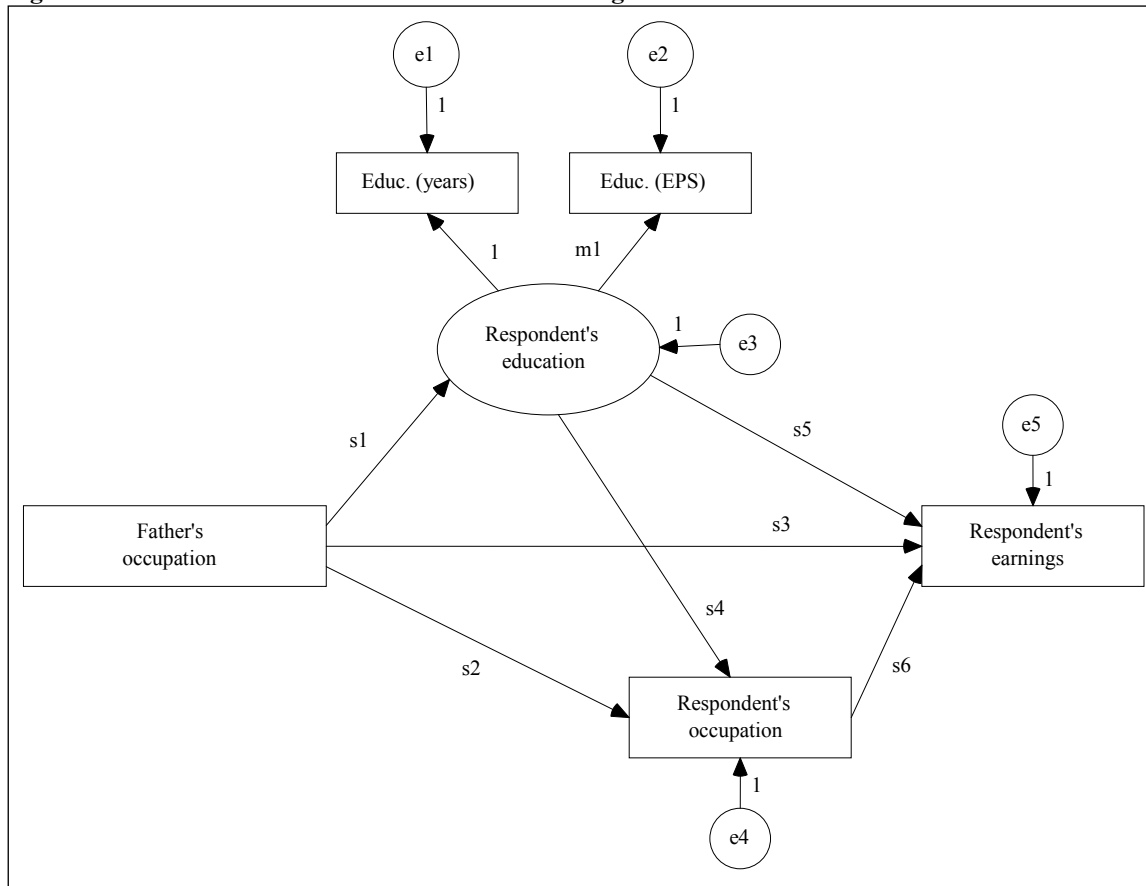 e1
e2
1
1
Educ. (years)
Educ. (EPS)
1
m1
Respondent's
education
1
e3
s1
s5
e5
1
Father's
occupation
s3
Respondent's
earnings
s4
s2
s6
Respondent's
occupation
1
e4